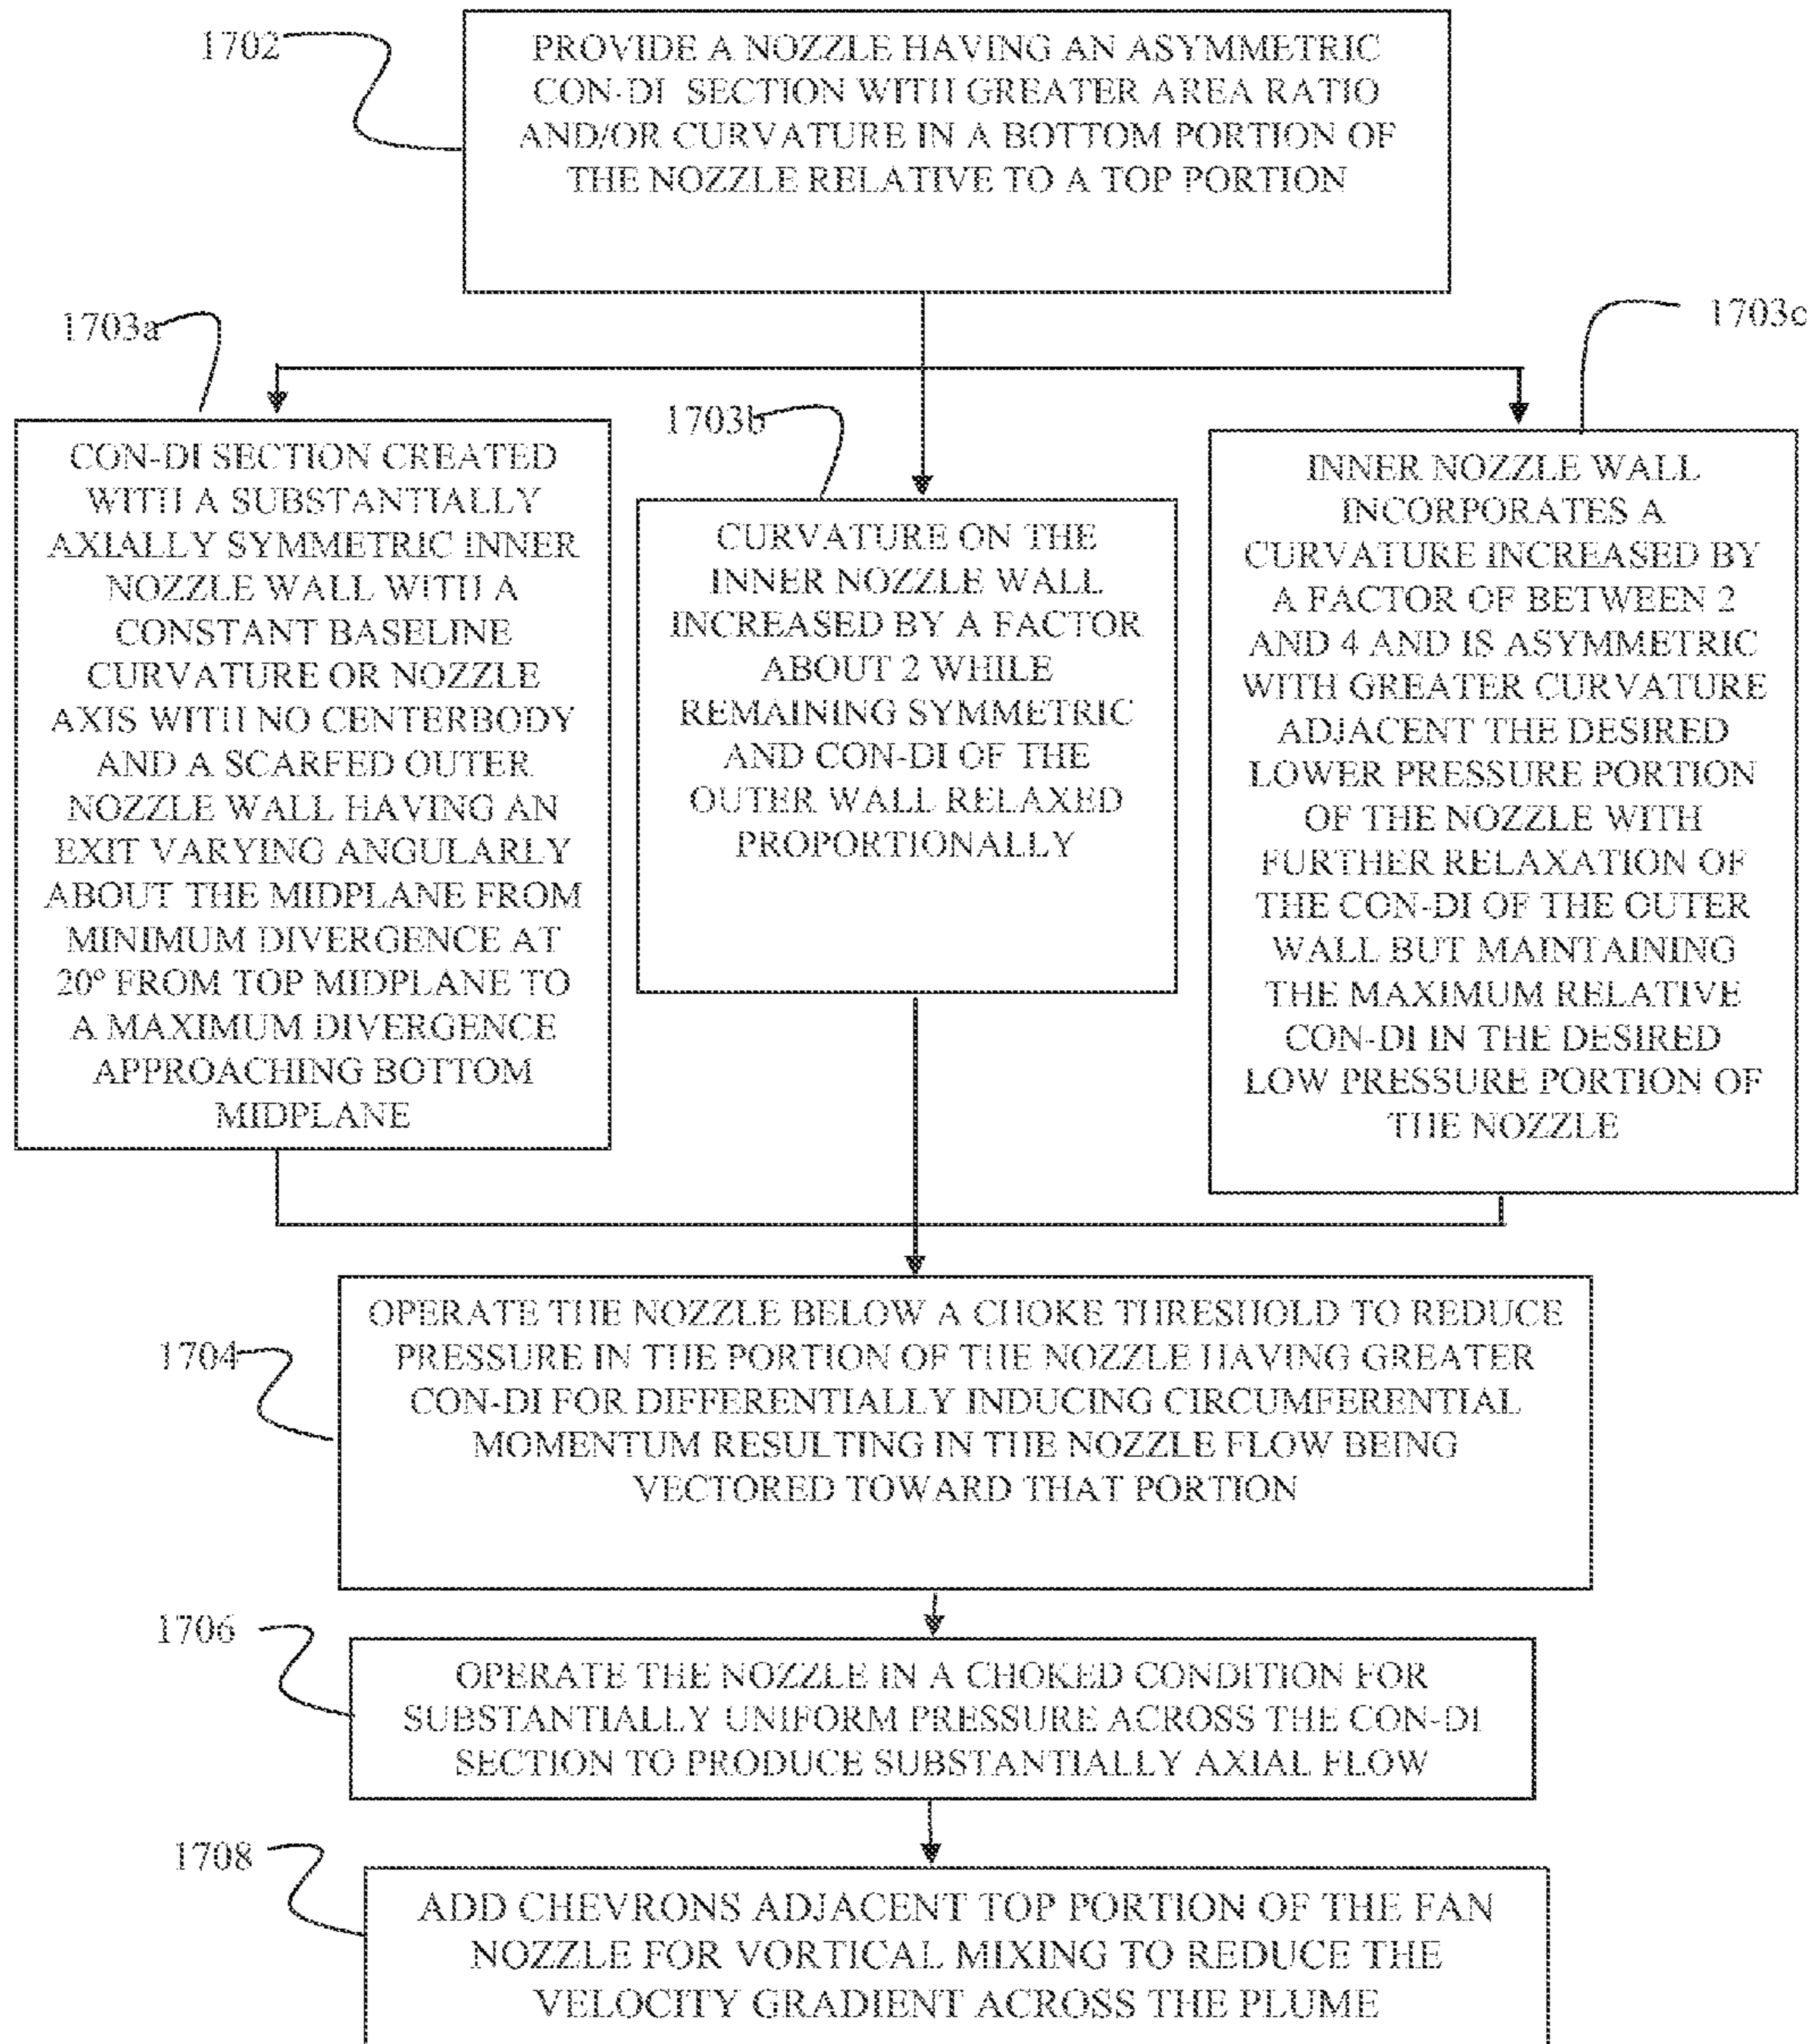 1702
PROVIDE A NOZZLE HAVING AN ASYMMETRIC
CON-DI SECTION WITH GREATER AREA RATIO
AND/OR CURVATURE IN A BOTTOM PORTION OF
THE NOZZLE RELATIVE TO A TOP PORTION
1703a
CON-DI SECTION CREATED
WITH A SUBSTANTIALLY
AXIALLY SYMMETRIC INNER
NOZZLE WALL WITH A
CONSTANT BASELINE
CURVATURE OR NOZZLE
AXIS WITH NO CENTERBODY
AND A SCARFED OUTER
NOZZLE WALL HAVING AN
EXIT VARYING ANGULARLY
ABOUT THE MIDPLANE FROM
MINIMUM DIVERGENCE AT
20º FROM TOP MIDPLANE TO
A MAXIMUM DIVERGENCE
APPROACHING BOTTOM
MIDPLANE
1703b
CURVATURE ON THE
INNER NOZZLE WALL
INCREASED BY A FACTOR
ABOUT 2 WHILE
REMAINING SYMMETRIC
AND CON-DI OF THE
OUTER WALL RELAXED
PROPORTIONALLY
1703c
INNER NOZZLE WALL
INCORPORATES A
CURVATURE INCREASED BY
A FACTOR OF BETWEEN 2
AND 4 AND IS ASYMMETRIC
WITH GREATER CURVATURE
ADJACENT THE DESIRED
LOWER PRESSURE PORTION
OF THE NOZZLE WITH
FURTHER RELAXATION OF
THE CON-DI OF THE OUTER
WALL BUT MAINTAINING
THE MAXIMUM RELATIVE
CON-DI IN THE DESIRED
LOW PRESSURE PORTION OF
THE NOZZLE
1704
OPERATE THE NOZZLE BELOW A CHOKE THRESHOLD TO REDUCE
PRESSURE IN THE PORTION OF THE NOZZLE HAVING GREATER
CON-DI FOR DIFFERENTIALLY INDUCING CIRCUMFERENTIAL
MOMENTUM RESULTING IN THE NOZZLE FLOW BEING
VECTORED TOWARD THAT PORTION
1706
OPERATE THE NOZZLE IN A CHOKED CONDITION FOR
SUBSTANTIALLY UNIFORM PRESSURE ACROSS THE CON-DI
SECTION TO PRODUCE SUBSTANTIALLY AXIAL FLOW
1708
ADD CHEVRONS ADJACENT TOP PORTION OF THE FAN
NOZZLE FOR VORTICAL MIXING TO REDUCE THE
VELOCITY GRADIENT ACROSS THE PLUME